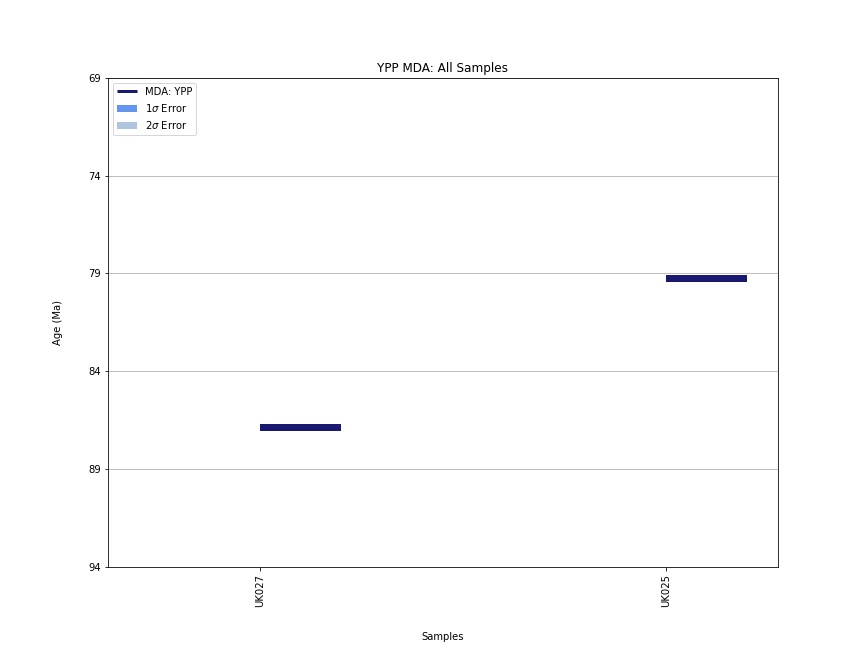 YPP MDA: All Samples
MDA: YPP
1σ Error
2σ Error
69
74
79
84
89
94
Age (Ma)
UK027
UK025
Samples